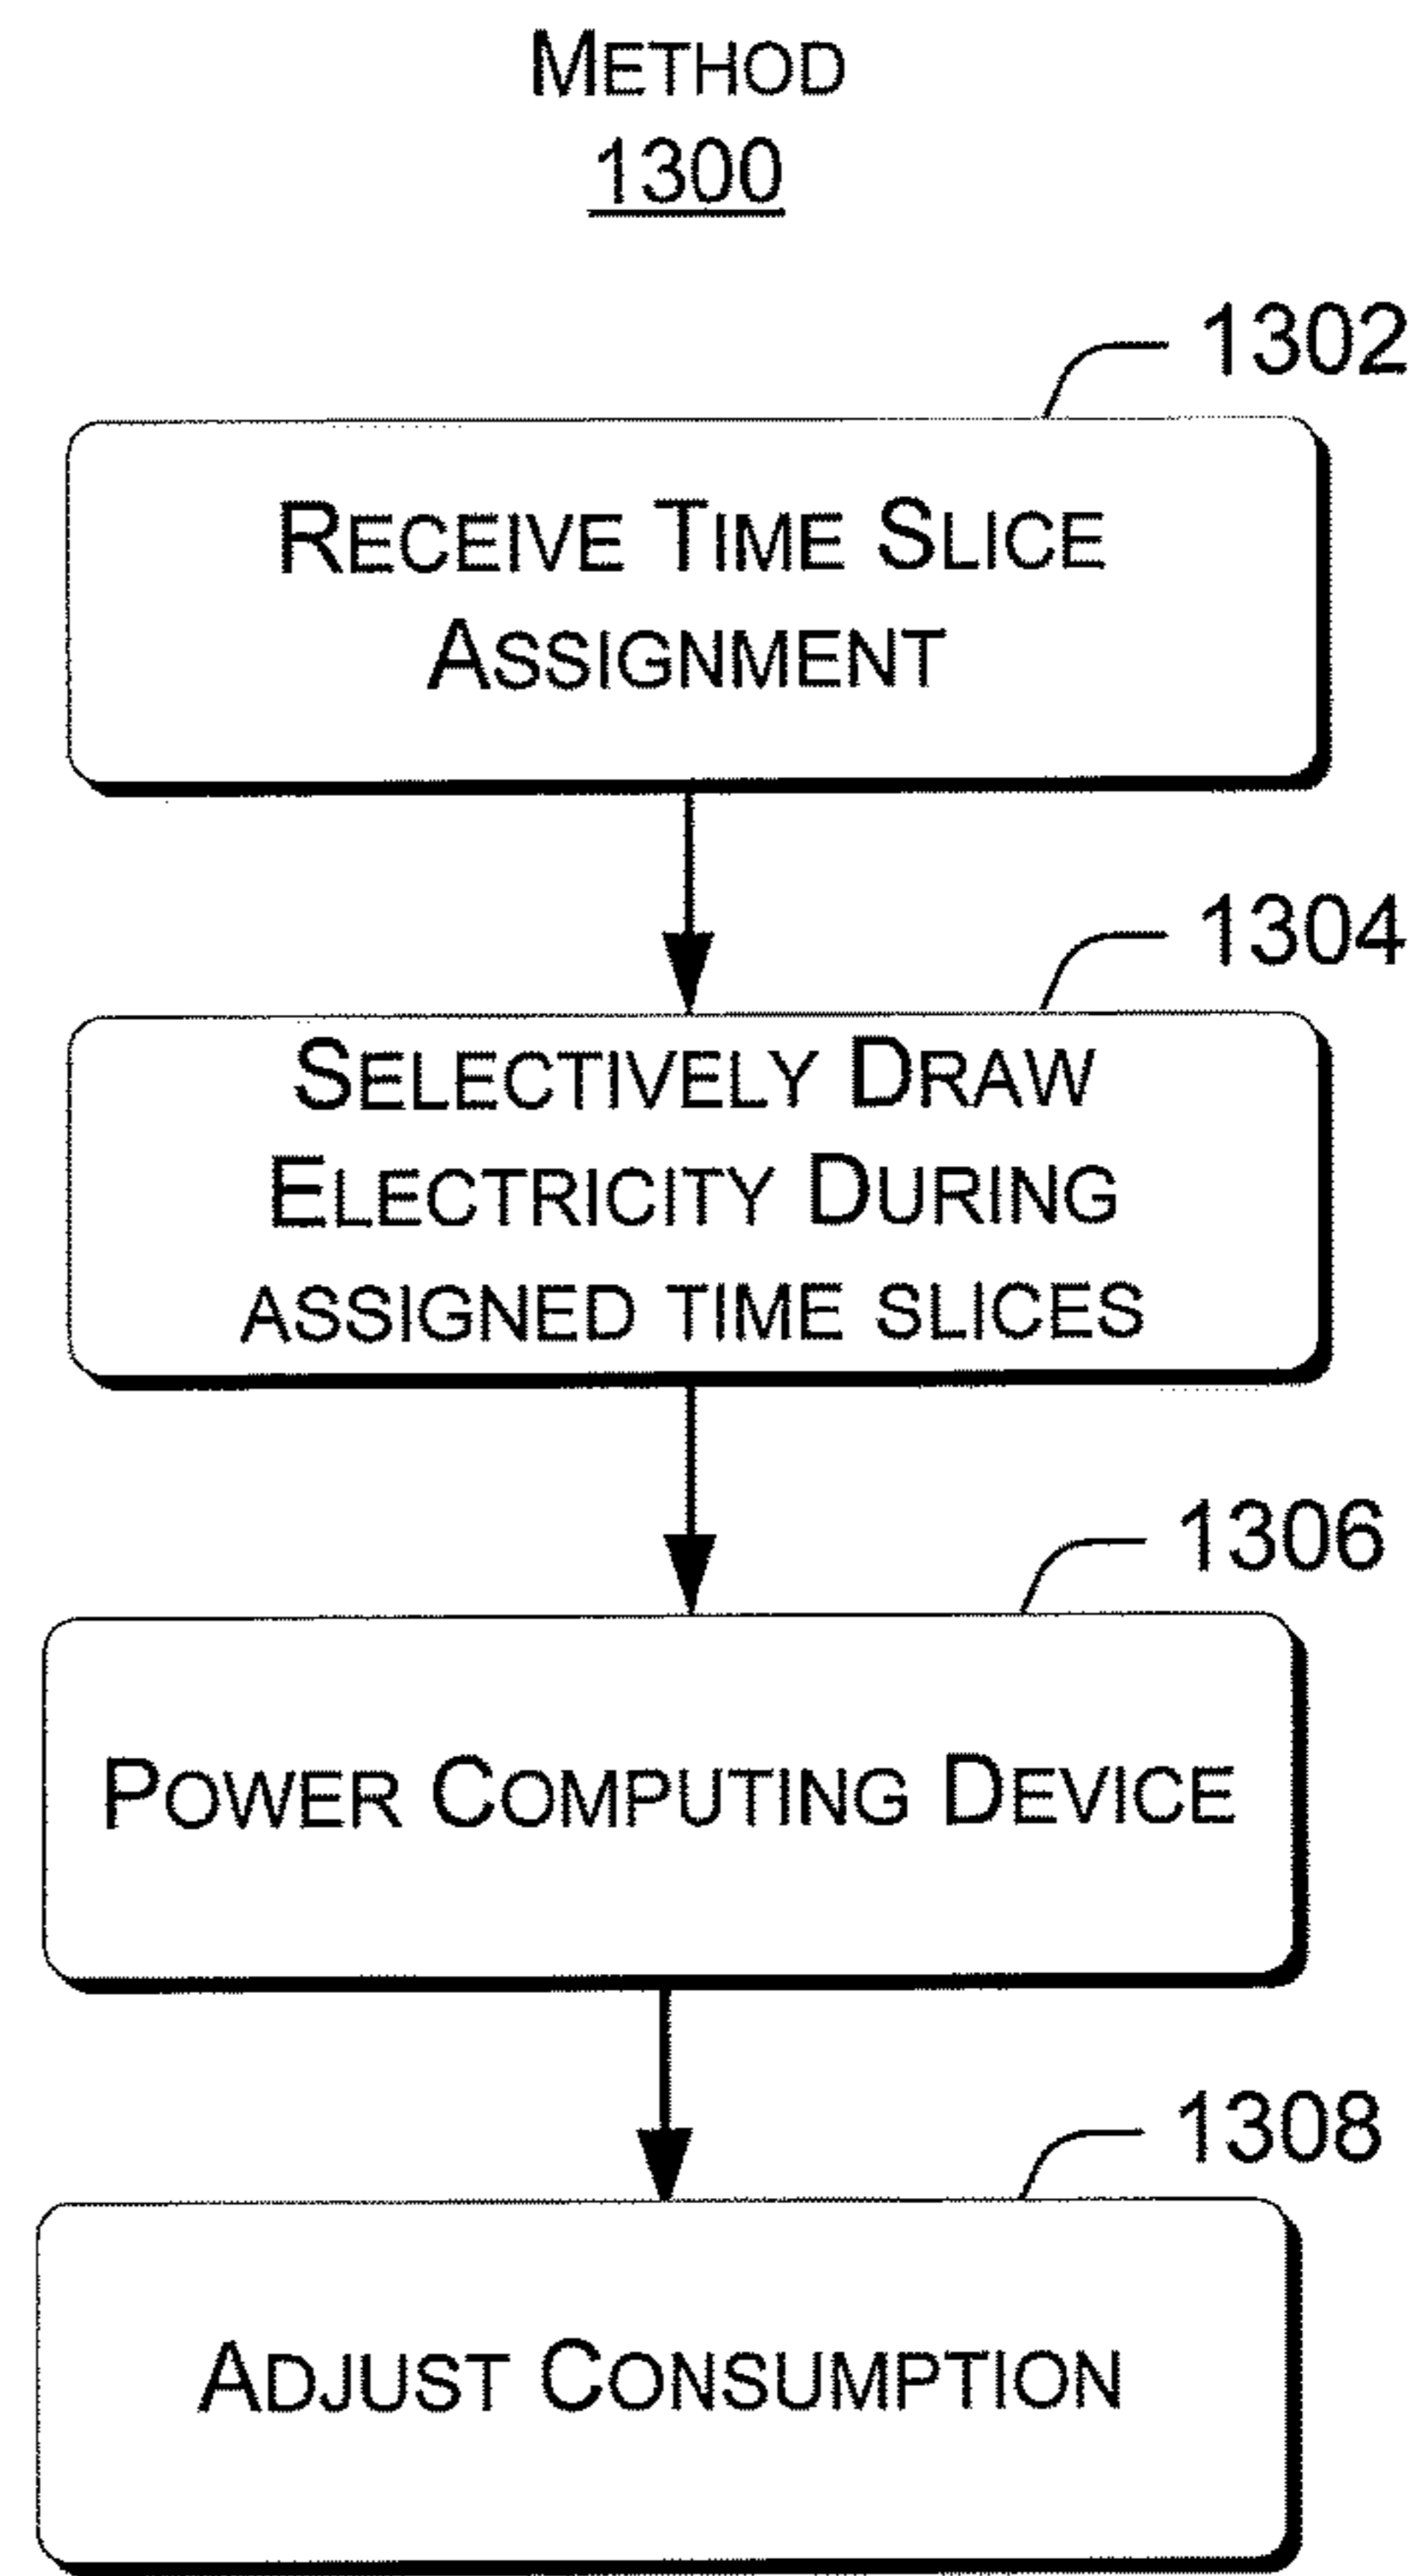 METHOD
1300
1302
RECEIVE TIME SLICE
ASSIGNMENT
1304
SELECTIVELY DRAW
ELECTRICITY DURING
ASSIGNED TIME SLICES
1306
POWER COMPUTING DEVICE
1308
ADJUST CONSUMPTION